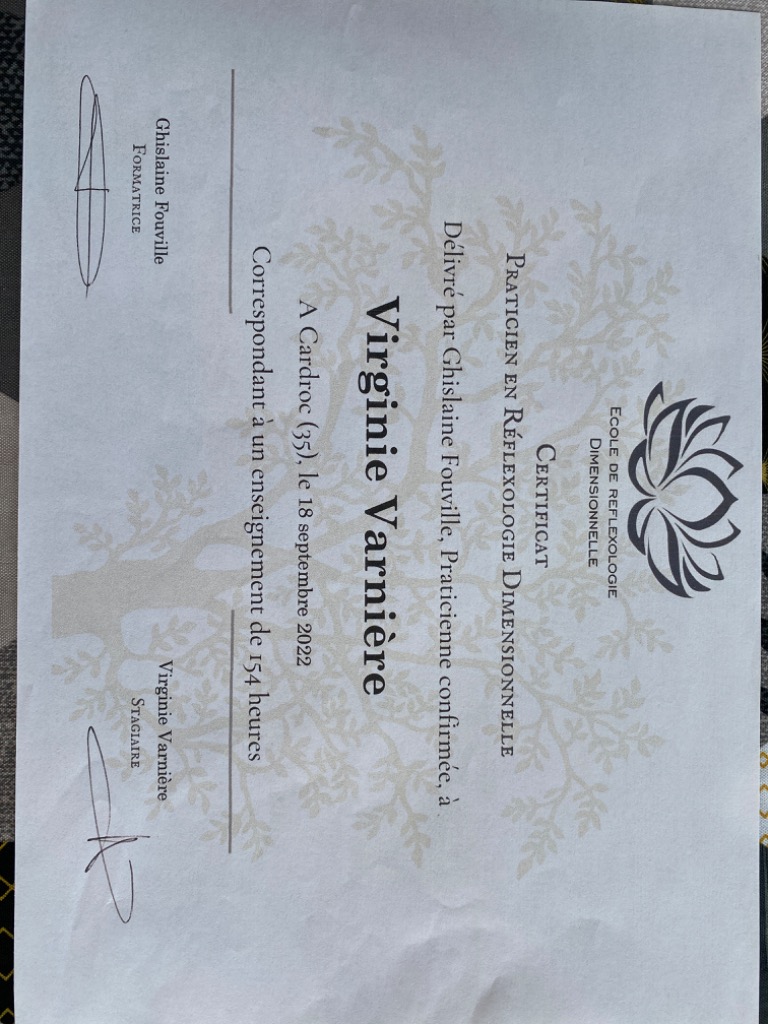 ECOLE DE REFLEXOLOGIE
DIMENSIONNELLE
CERTIFICAT
PRATICIEN EN RÉFLEXOLOGIE DIMENSIONNELLE
Délivré par Ghislaine Fouville, Praticienne confirmée, à
Virginie Varnière
A Cardroc (35), le 18 septembre 2022
Correspondant à un enseignement de 154 heures
Ghislaine Fouville
FORMATRICE
Virginie Varnière
STAGIAIRE